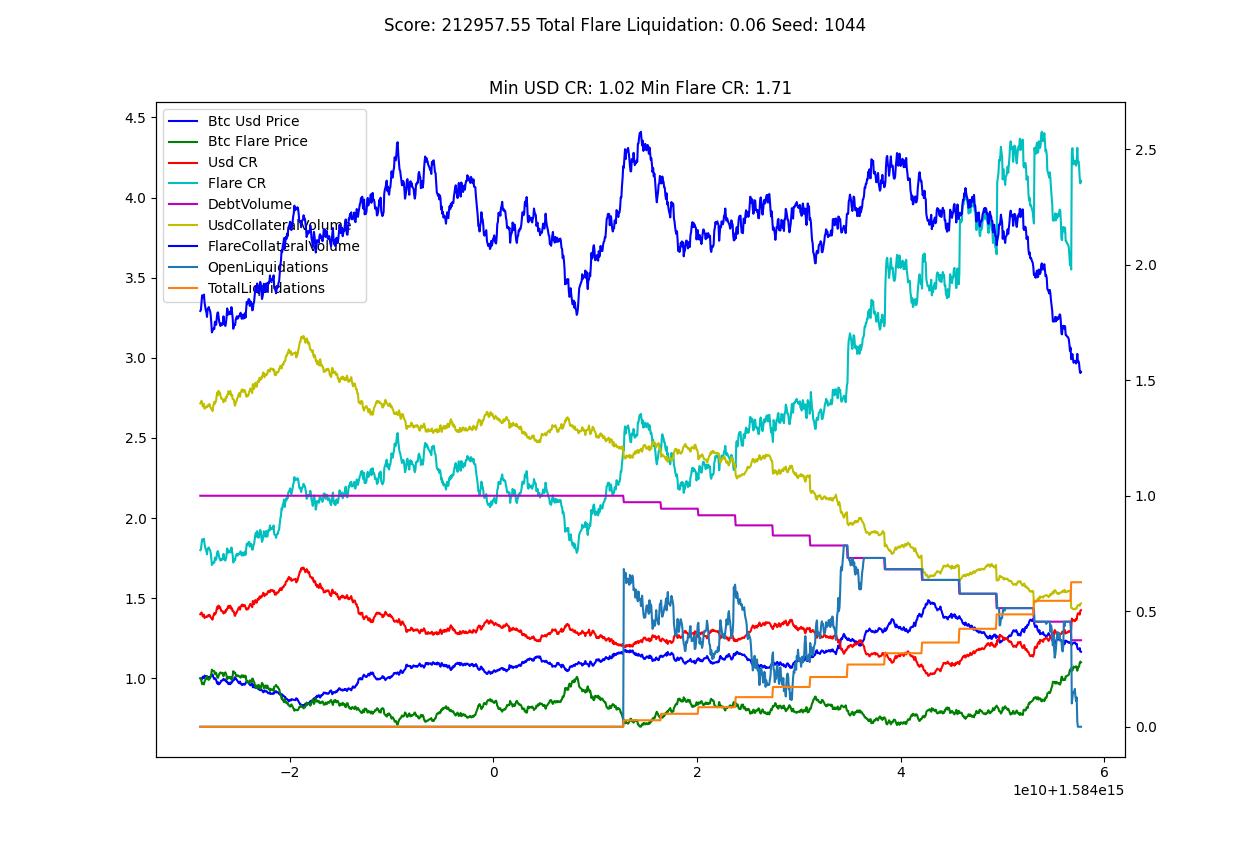 Score: 212957.55 Total Flare Liquidation: 0.06 Seed: 1044
Min USD CR: 1.02 Min Flare CR: 1.71
Btc Usd Price
Btc Flare Price
Usd CR
Flare CR
DebtVolume
UsdCollateralVolume
FlareCollateralVolume
OpenLiquidations
TotalLiquidations
4.5
4.0
3.5
3.0
2.5
2.0
1.5
1.0
2.5
2.0
1.5
1.0
0.5
0.0
−2
0
2
4
6
1e10+1.584e15